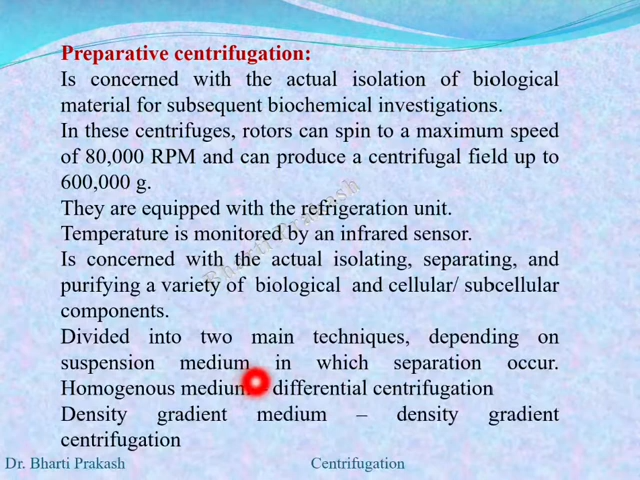 Preparative centrifugation:
Is concerned with the actual isolation of biological
material for subsequent biochemical investigations.
In these centrifuges, rotors can spin to a maximum speed
of 80,000 RPM and can produce a centrifugal field up to
600,000 g.
They are equipped with the refrigeration unit.
Temperature is monitored by an infrared sensor.
Is concerned with the actual isolating, separating, and
purifying a variety of biological and cellular/ subcellular
components.
Divided into two main techniques, depending on
suspension medium in which separation occur.
Homogenous medium differential centrifugation
Density gradient medium – density gradient
centrifugation
Bharti Prakash
Dr. Bharti Prakash
Centrifugation